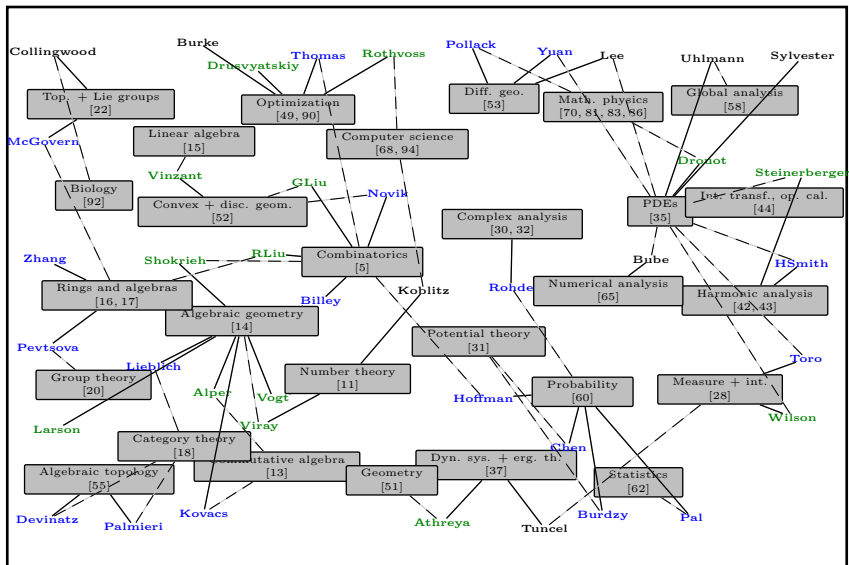 Collingwood
Burke
Drusvyatskiy
Thomas
Rothvoss
Pollack
Yuan
Lee
Uhlmann
Sylvester
Top. + Lie groups
[22]
Optimization
[49, 90]
Diff. geo.
[53]
Math. physics
[70, 81, 83, 86]
Global analysis
[58]
McGovern
Linear algebra
[15]
Computer science
[68, 94]
Drouot
Vinzant
GLiu
Novik
Steinerberger
Biology
[92]
Convex + disc. geom.
[52]
Complex analysis
[30, 32]
PDEs
[35]
Int. transf., op. cal.
[44]
Zhang
Shokrieh
RLiu
Combinatorics
[5]
Bube
HSmith
Rings and algebras
[16, 17]
Billey
Koblitz
Rohde
Numerical analysis
[65]
Harmonic analysis
[42, 43]
Algebraic geometry
[14]
Pevtsova
Potential theory
[31]
Toro
Lieblich
Group theory
[20]
Number theory
[11]
Alper
Vogt
Hoffman
Probability
[60]
Measure + int.
[28]
Larson
Viray
Wilson
Category theory
[18]
Chen
Algebraic topology
[55]
mutative algebra
[13]
Geometry
[51]
Dyn. sys. + erg. th.
[37]
Statistics
[62]
Devinatz
Palmieri
Kovacs
Athreya
Tuncel
Burdzy
Pal